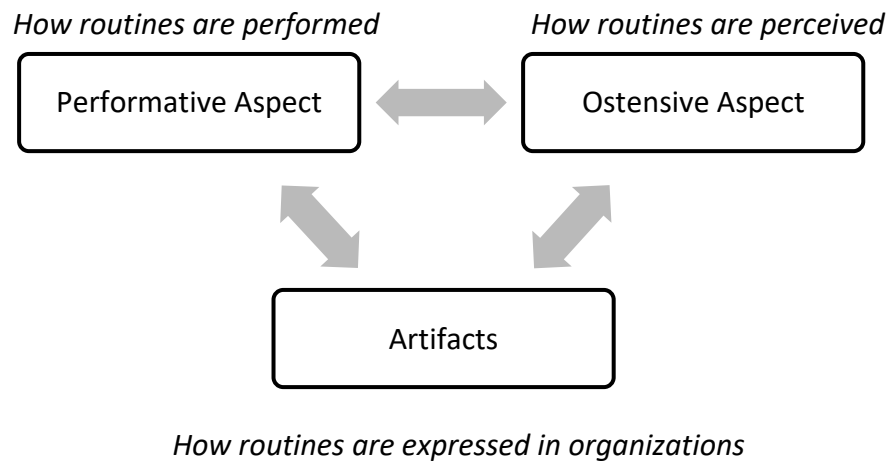 How routines are performed
How routines are perceived
Performative Aspect
Ostensive Aspect
Artifacts
How routines are expressed in organizations